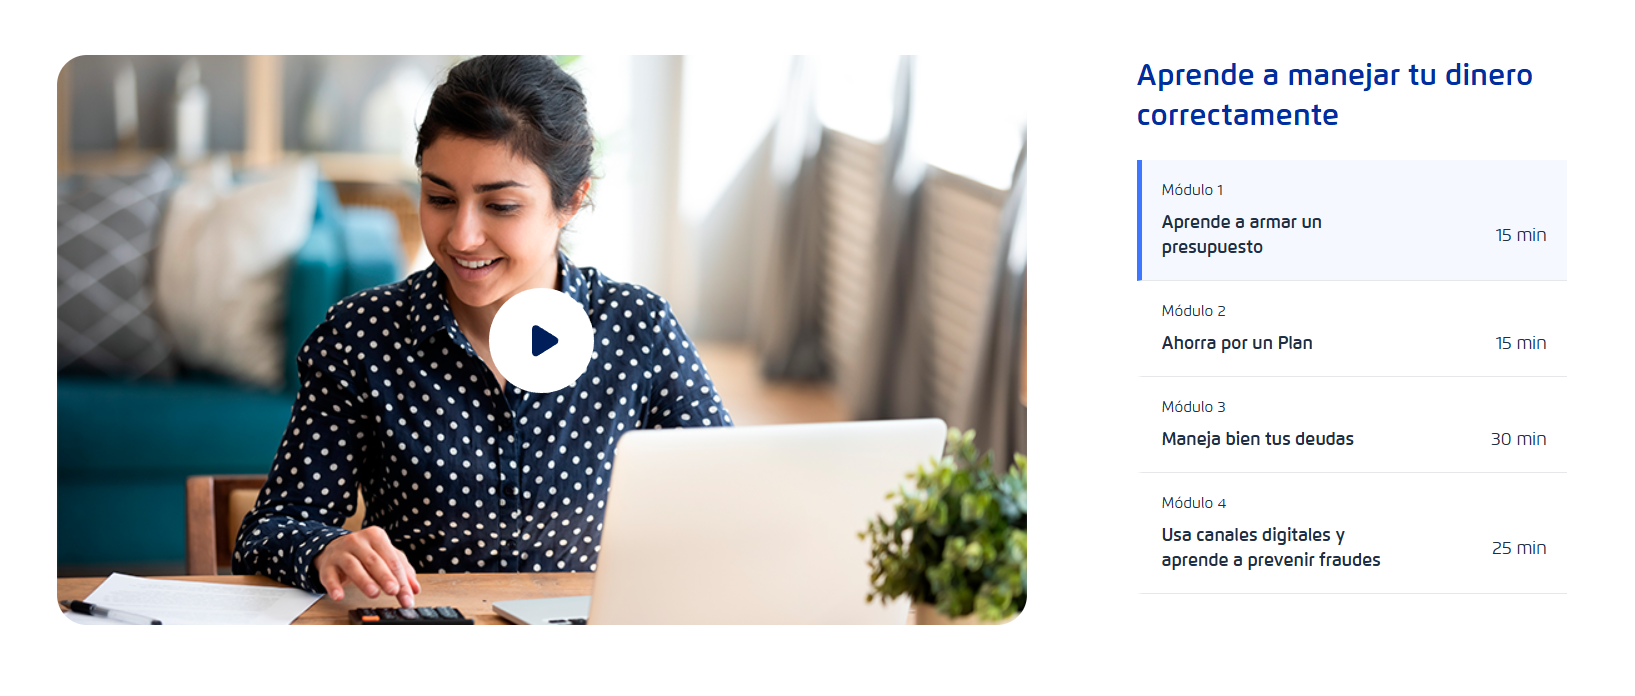 Aprende a manejar tu dinero
correctamente
Módulo 1
Aprende a armar un
presupuesto
15 min
Módulo 2
Ahorra por un Plan
15 min
Módulo 3
Maneja bien tus deudas
30 min
Módulo 4
Usa canales digitales y
aprende a prevenir fraudes
25 min